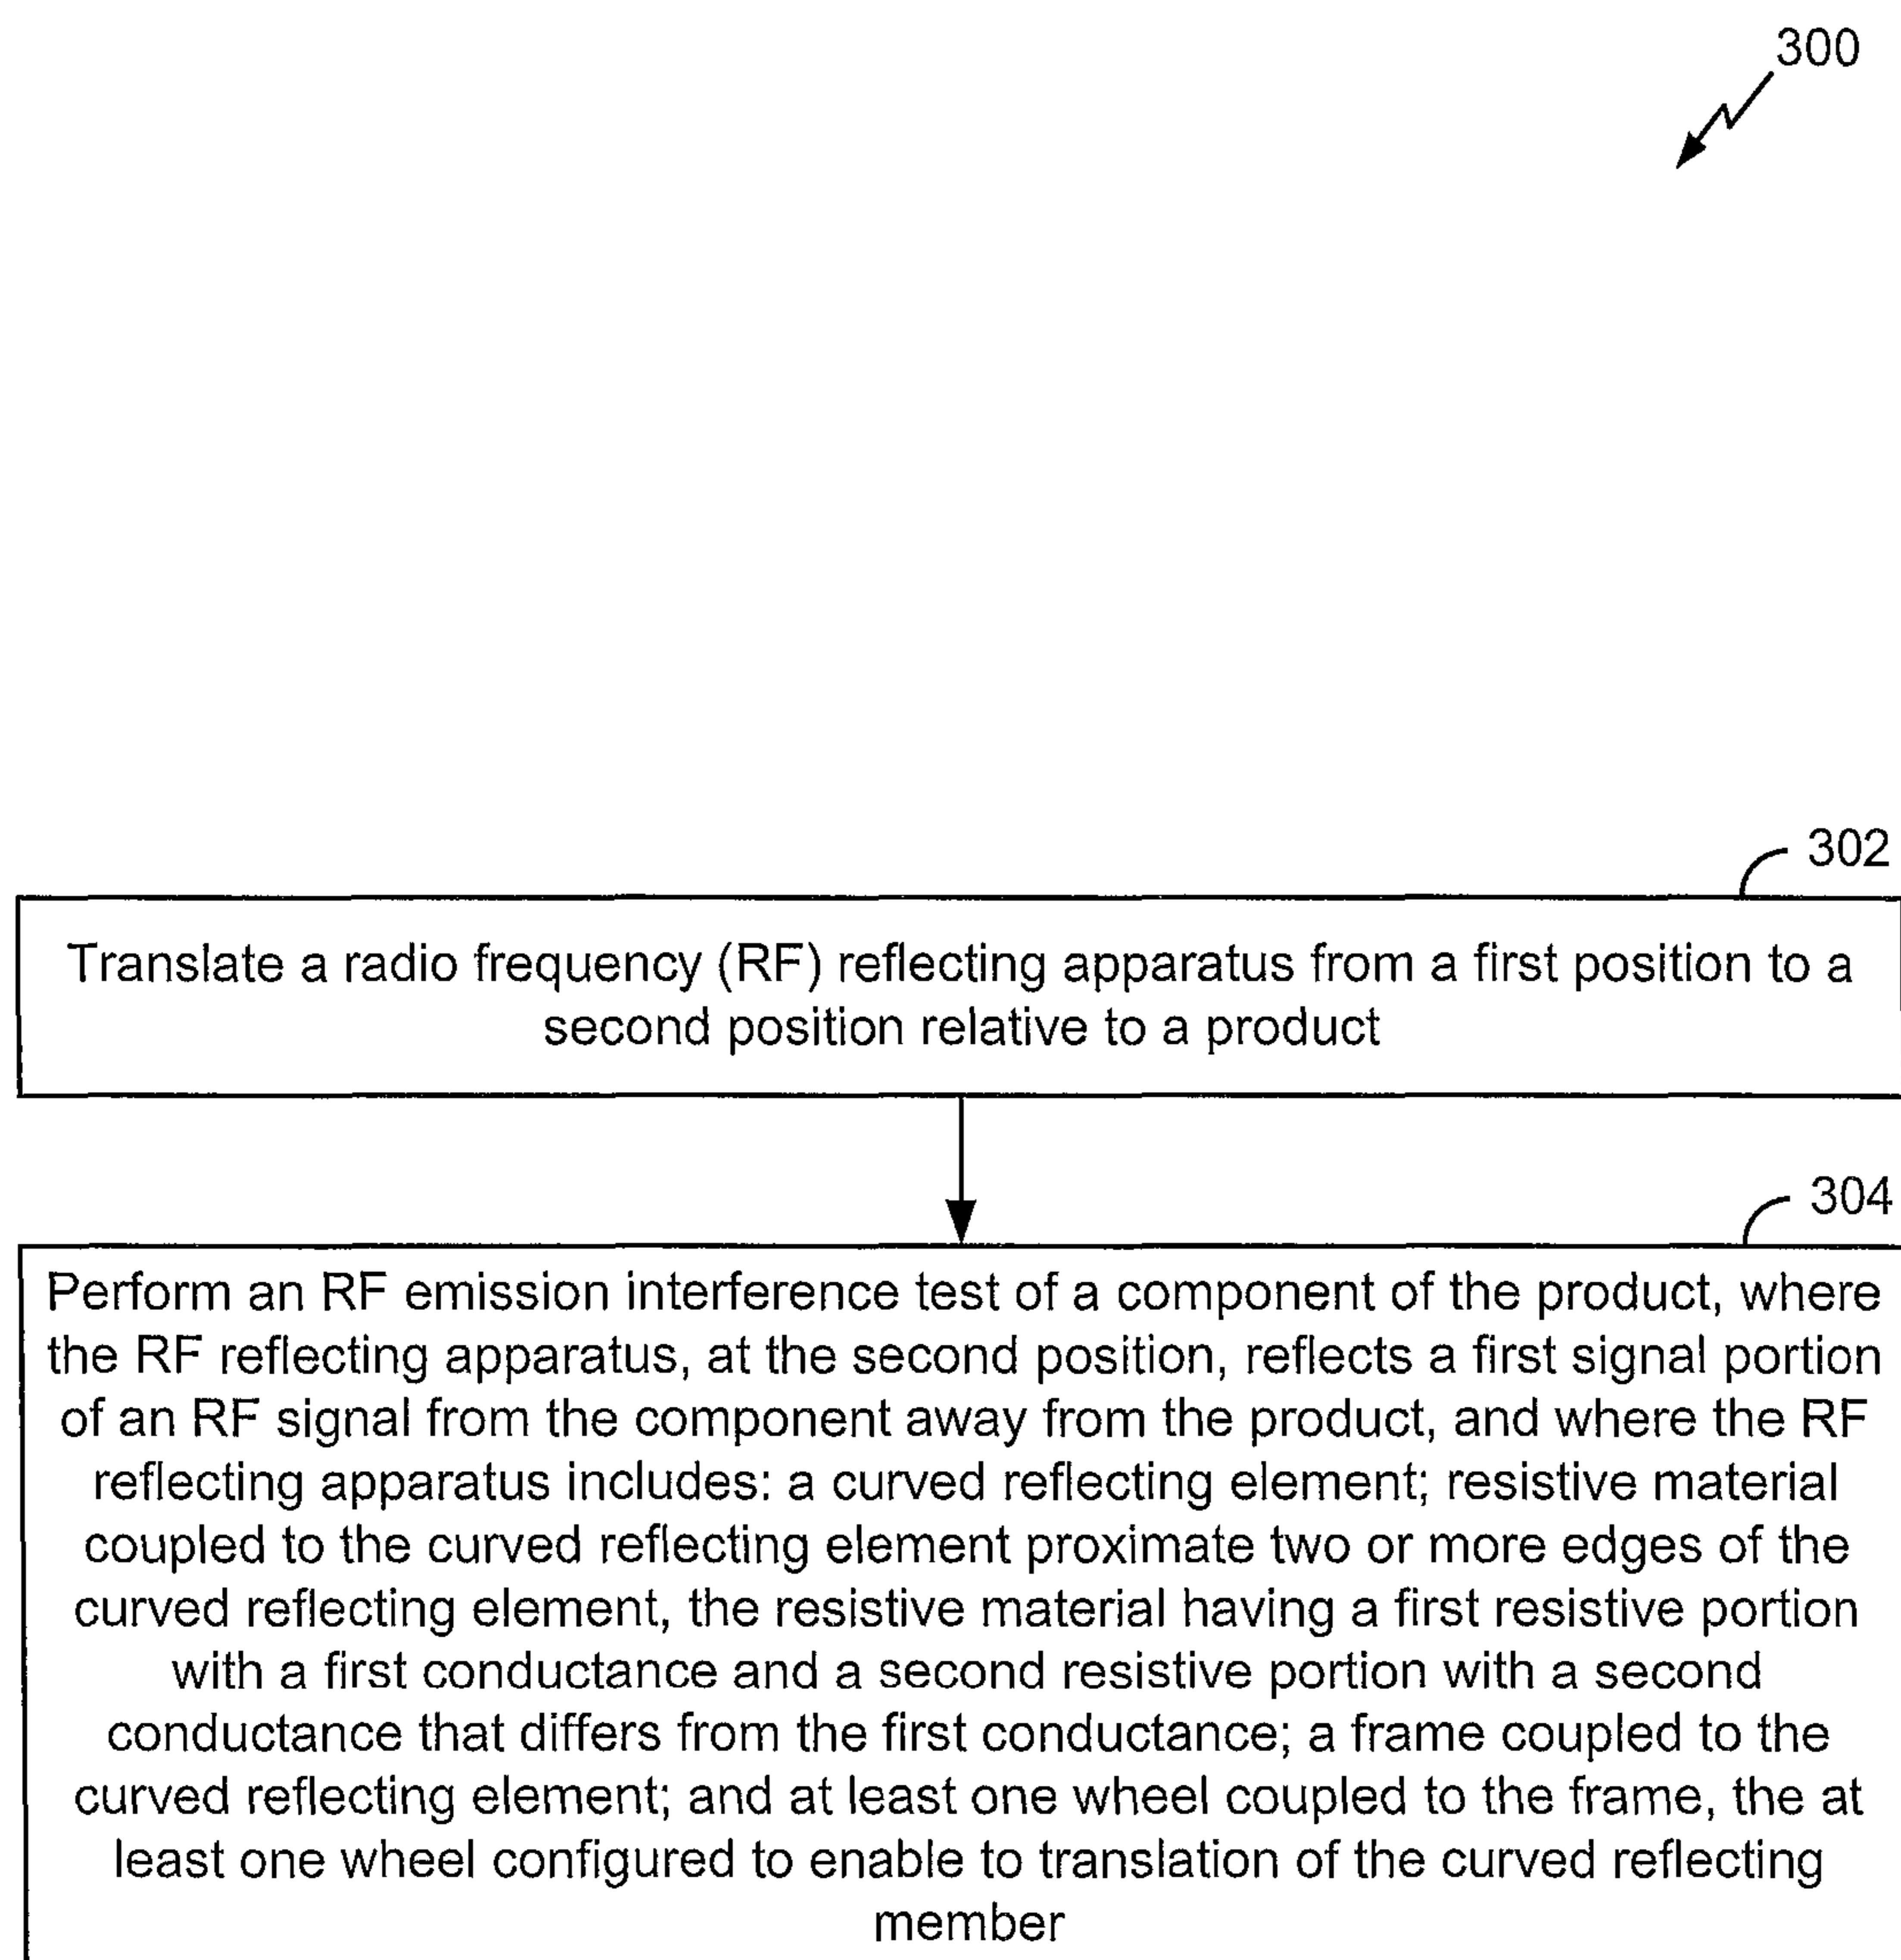 300
302
Translate a radio frequency (RF) reflecting apparatus from a first position to a
second position relative to a product
304
Perform an RF emission interference test of a component of the product, where
the RF reflecting apparatus, at the second position, reflects a first signal portion
of an RF signal from the component away from the product, and where the RF
reflecting apparatus includes: a curved reflecting element; resistive material
coupled to the curved reflecting element proximate two or more edges of the
curved reflecting element, the resistive material having a first resistive portion
with a first conductance and a second resistive portion with a second
conductance that differs from the first conductance; a frame coupled to the
curved reflecting element; and at least one wheel coupled to the frame, the at
least one wheel configured to enable to translation of the curved reflecting
member